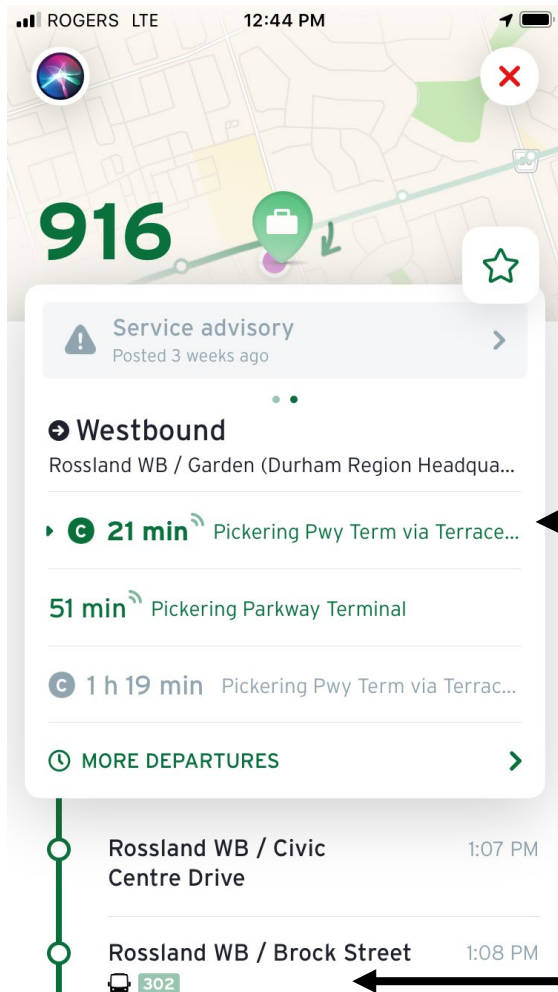 ROGERS LTE 12:44 PM
916
Service advisory
Posted 3 weeks ago
Westbound
Rossland WB / Garden (Durham Region Headqua...
C 21 min Pickering Pwy Term via Terrace...
51 min Pickering Parkway Terminal
C 1 h 19 min Pickering Pwy Term via Terrac...
MORE DEPARTURES
Rossland WB / Civic 1:07 PM
Centre Drive
Rossland WB / Brock Street 1:08 PM
302